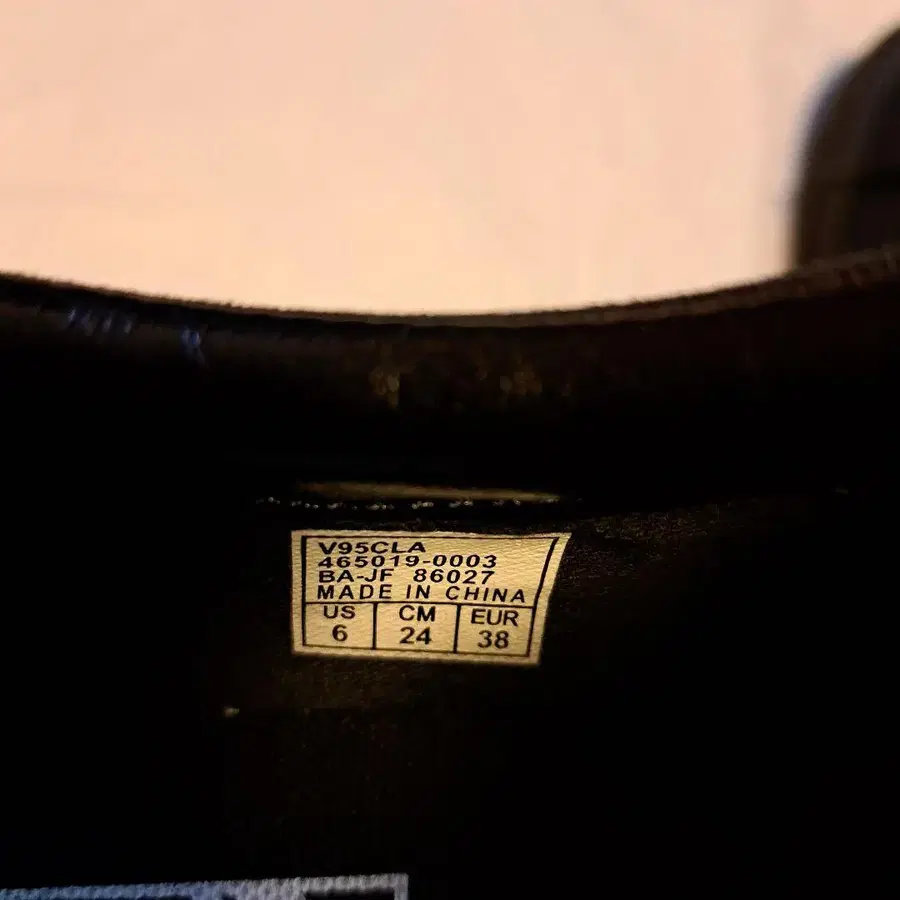 V95CLA
465019-0003
BA-JF 86027
MADE IN CHINA
US CM EUR
6 24 38